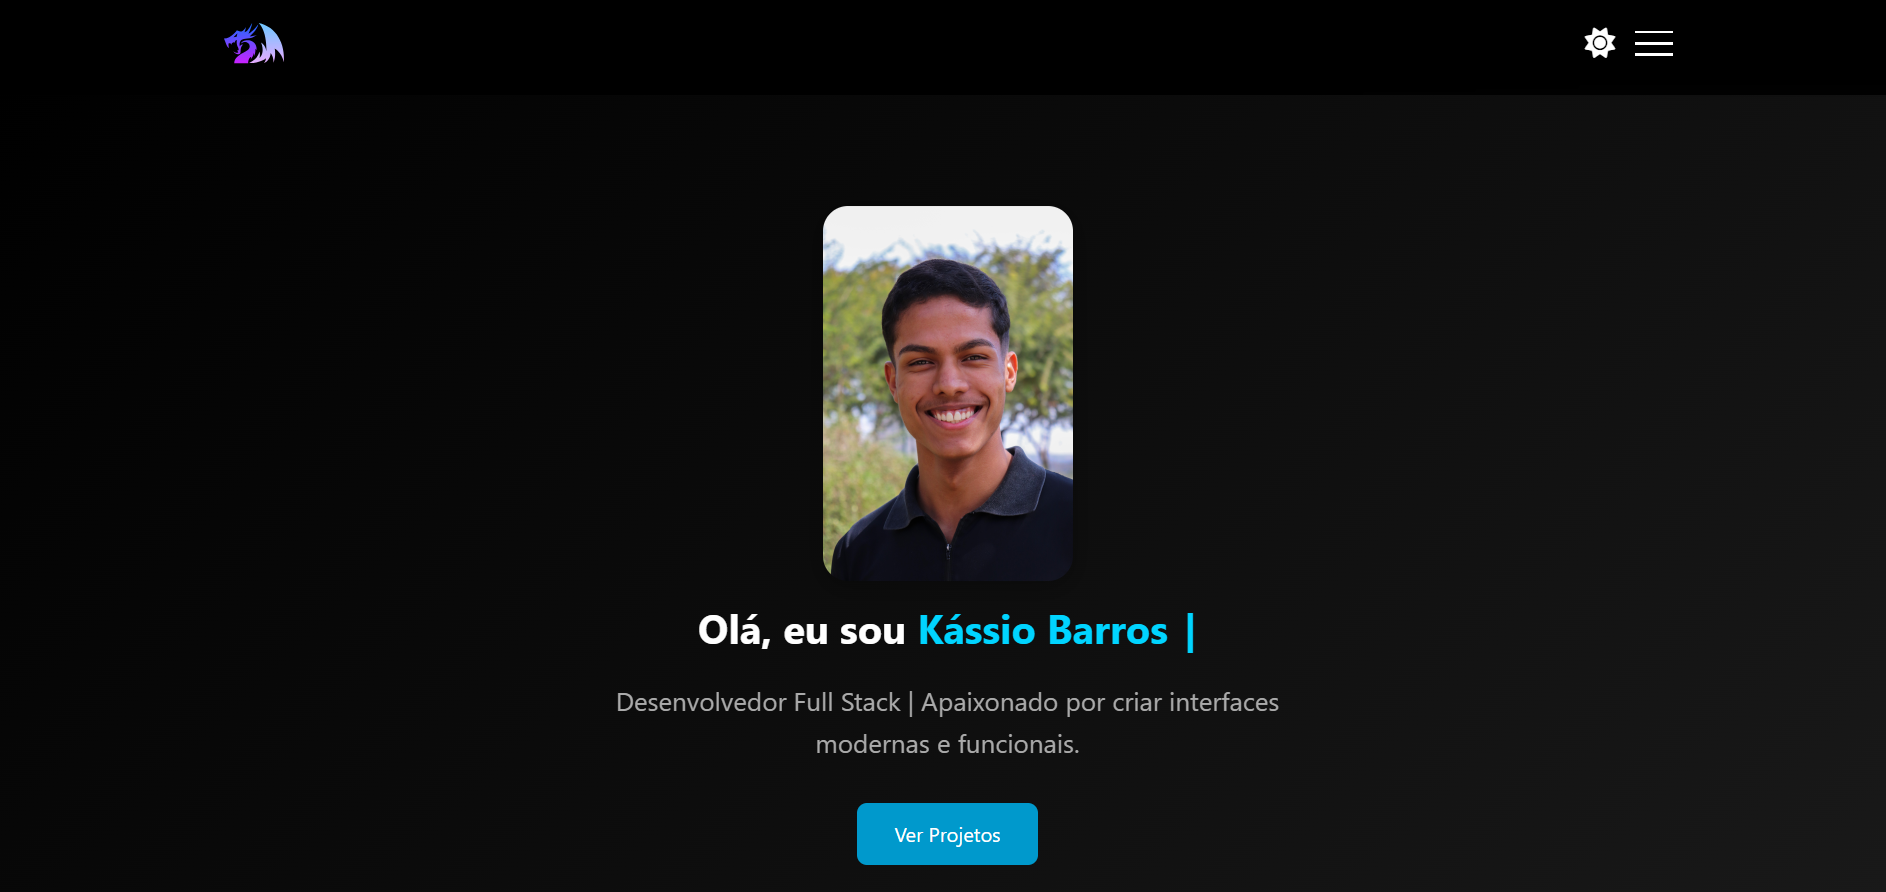 Olá, eu sou Kássio Barros |
Desenvolvedor Full Stack | Apaixonado por criar interfaces
modernas e funcionais.
Ver Projetos